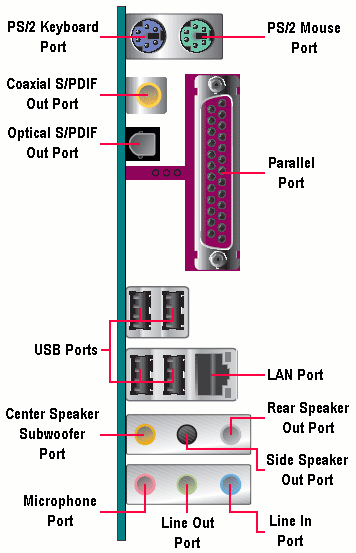 PS/2 Keyboard
Port
PS/2 Mouse
Port
Coaxial S/PDIF
Out Port
Optical S/PDIF
Out Port
Parallel
Port
USB Ports
LAN Port
Center Speaker
Subwoofer
Port
Rear Speaker
Out Port
Side Speaker
Out Port
Microphone
Port
Line Out
Port
Line In
Port